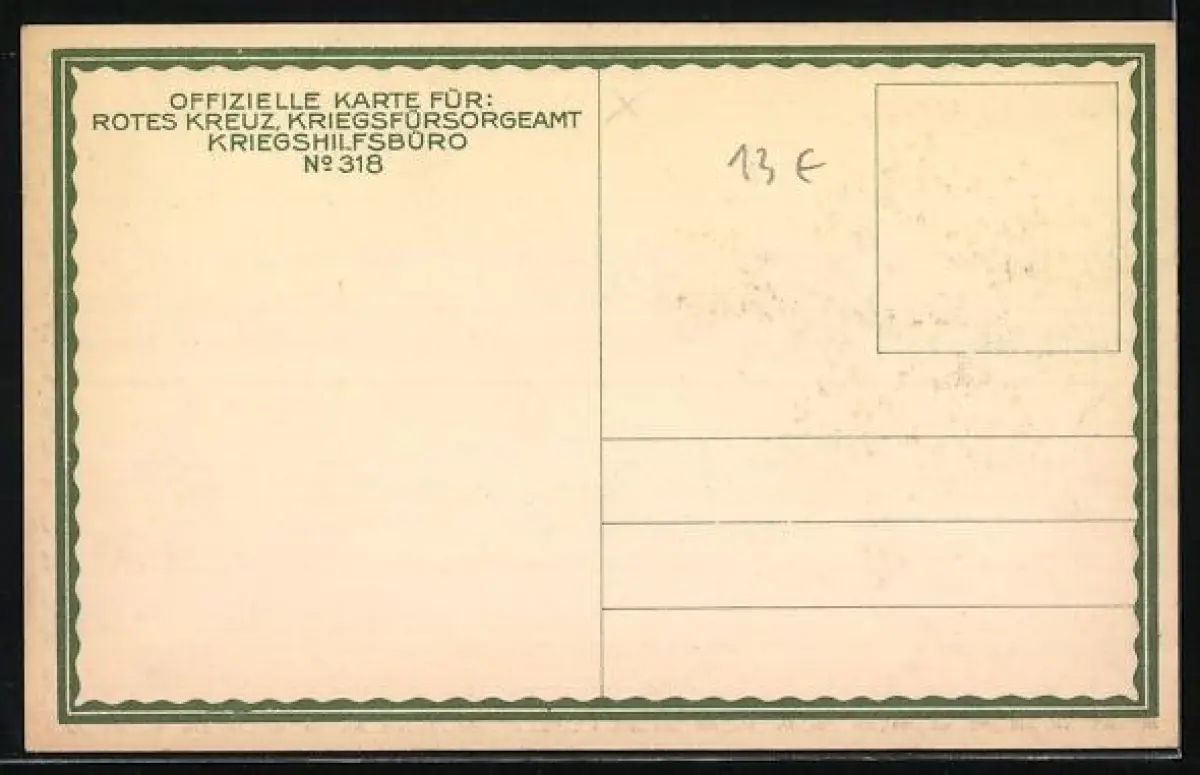 OFFIZIELLE KARTE FÜR:
ROTES KREUZ, KRIEGSFÜRSORGEAMT
KRIEGSHILFSBÜRO
Nº 318
13 €